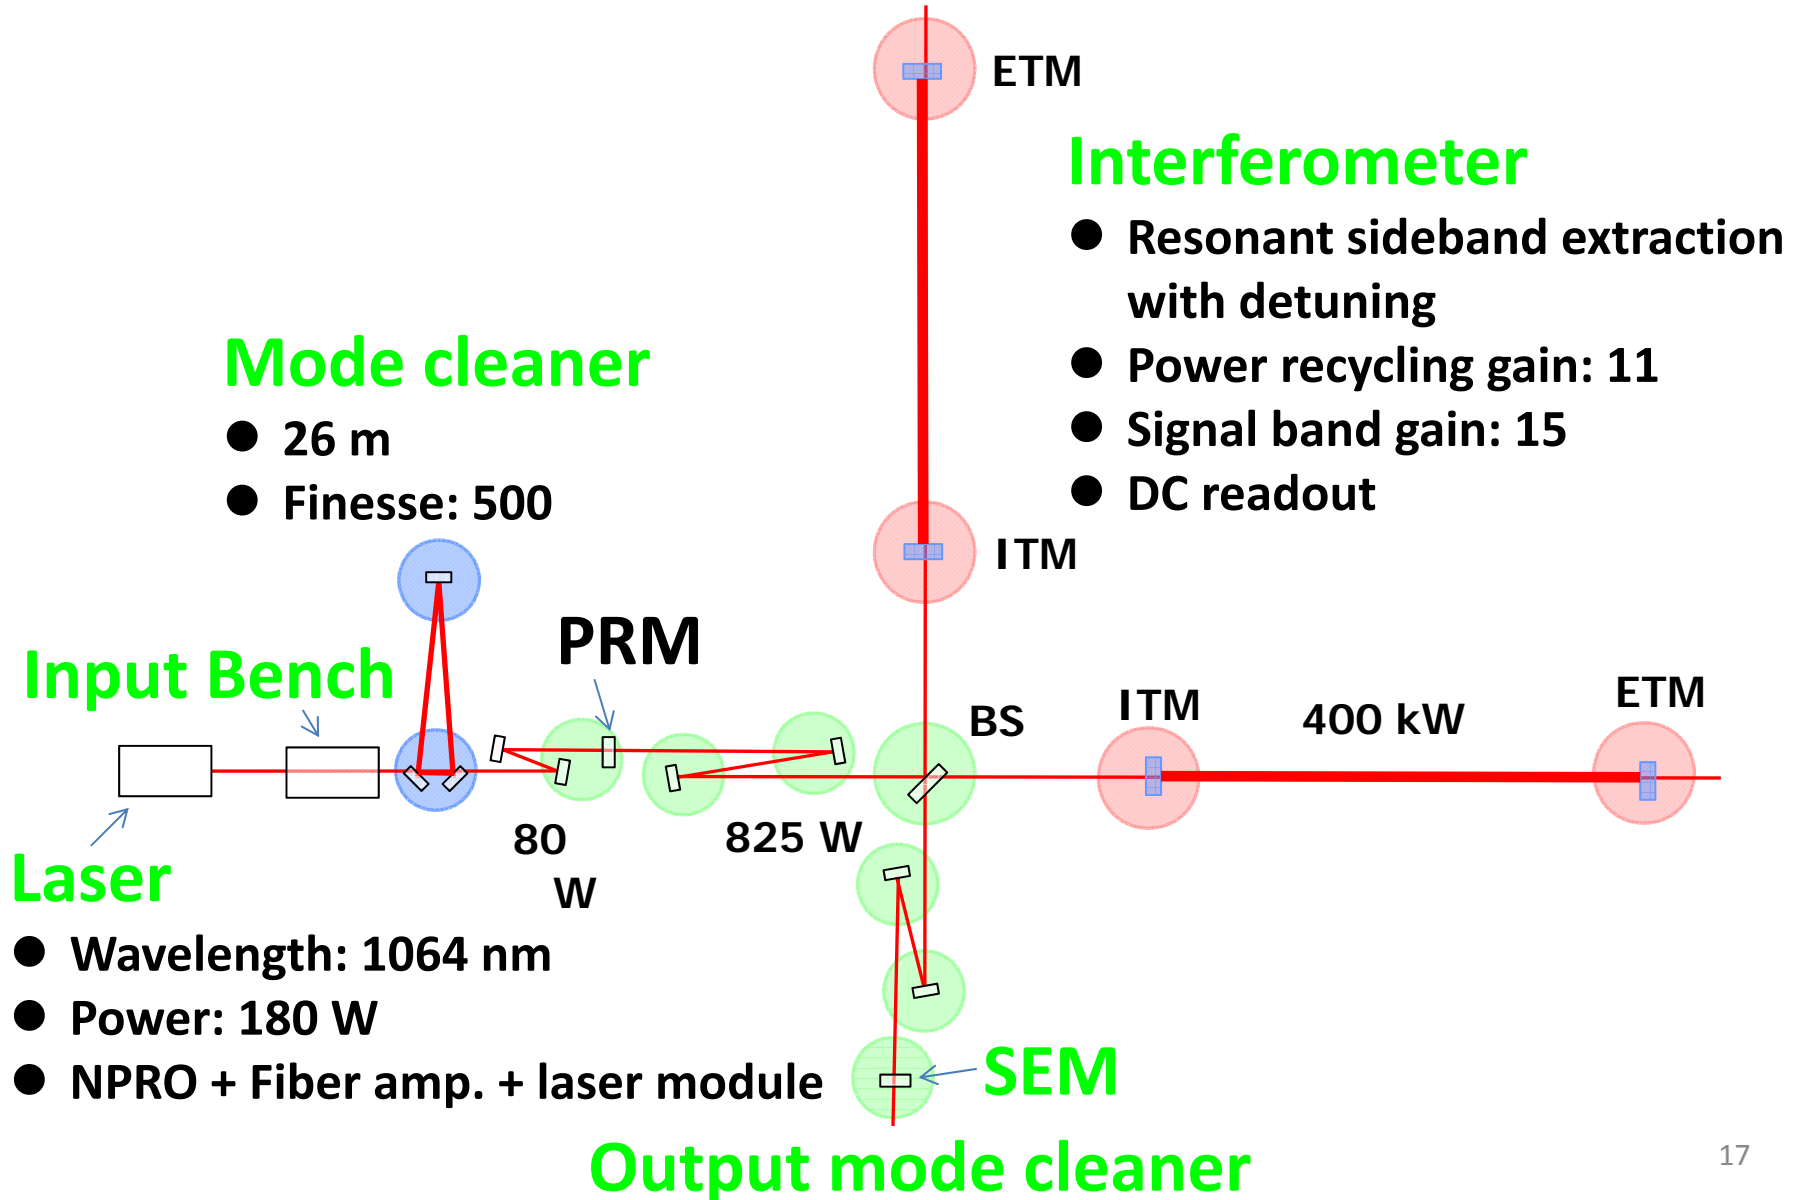 ETM
Interferometer
● Resonant sideband extraction
with detuning
● Power recycling gain: 11
● Signal band gain: 15
● DC readout
Mode cleaner
● 26 m
● Finesse: 500
ITM
PRM
Input Bench
BS
ITM
400 kW
ETM
80
W
825 W
Laser
● Wavelength: 1064 nm
● Power: 180 W
● NPRO + Fiber amp. + laser module
SEM
Output mode cleaner
17